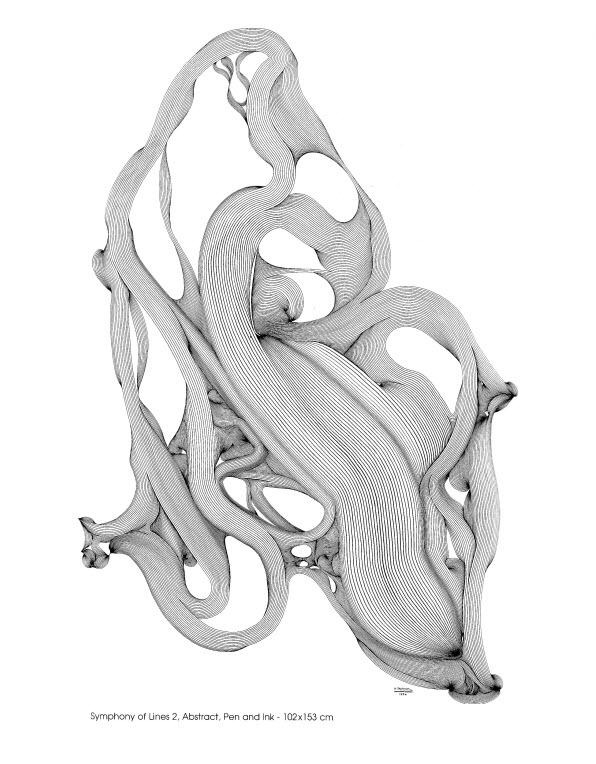 Symphony of Lines 2, Abstract, Pen and Ink - 102x153 cm